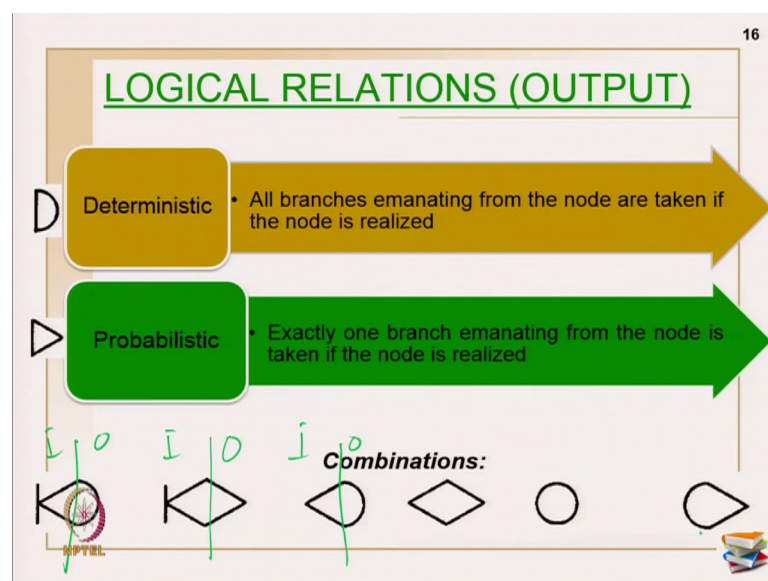 16
LOGICAL RELATIONS (OUTPUT)
Deterministic
• All branches emanating from the node are taken if
the node is realized
Probabilistic
• Exactly one branch emanating from the node is
taken if the node is realized
I O I O I O
Combinations:
NPTEL